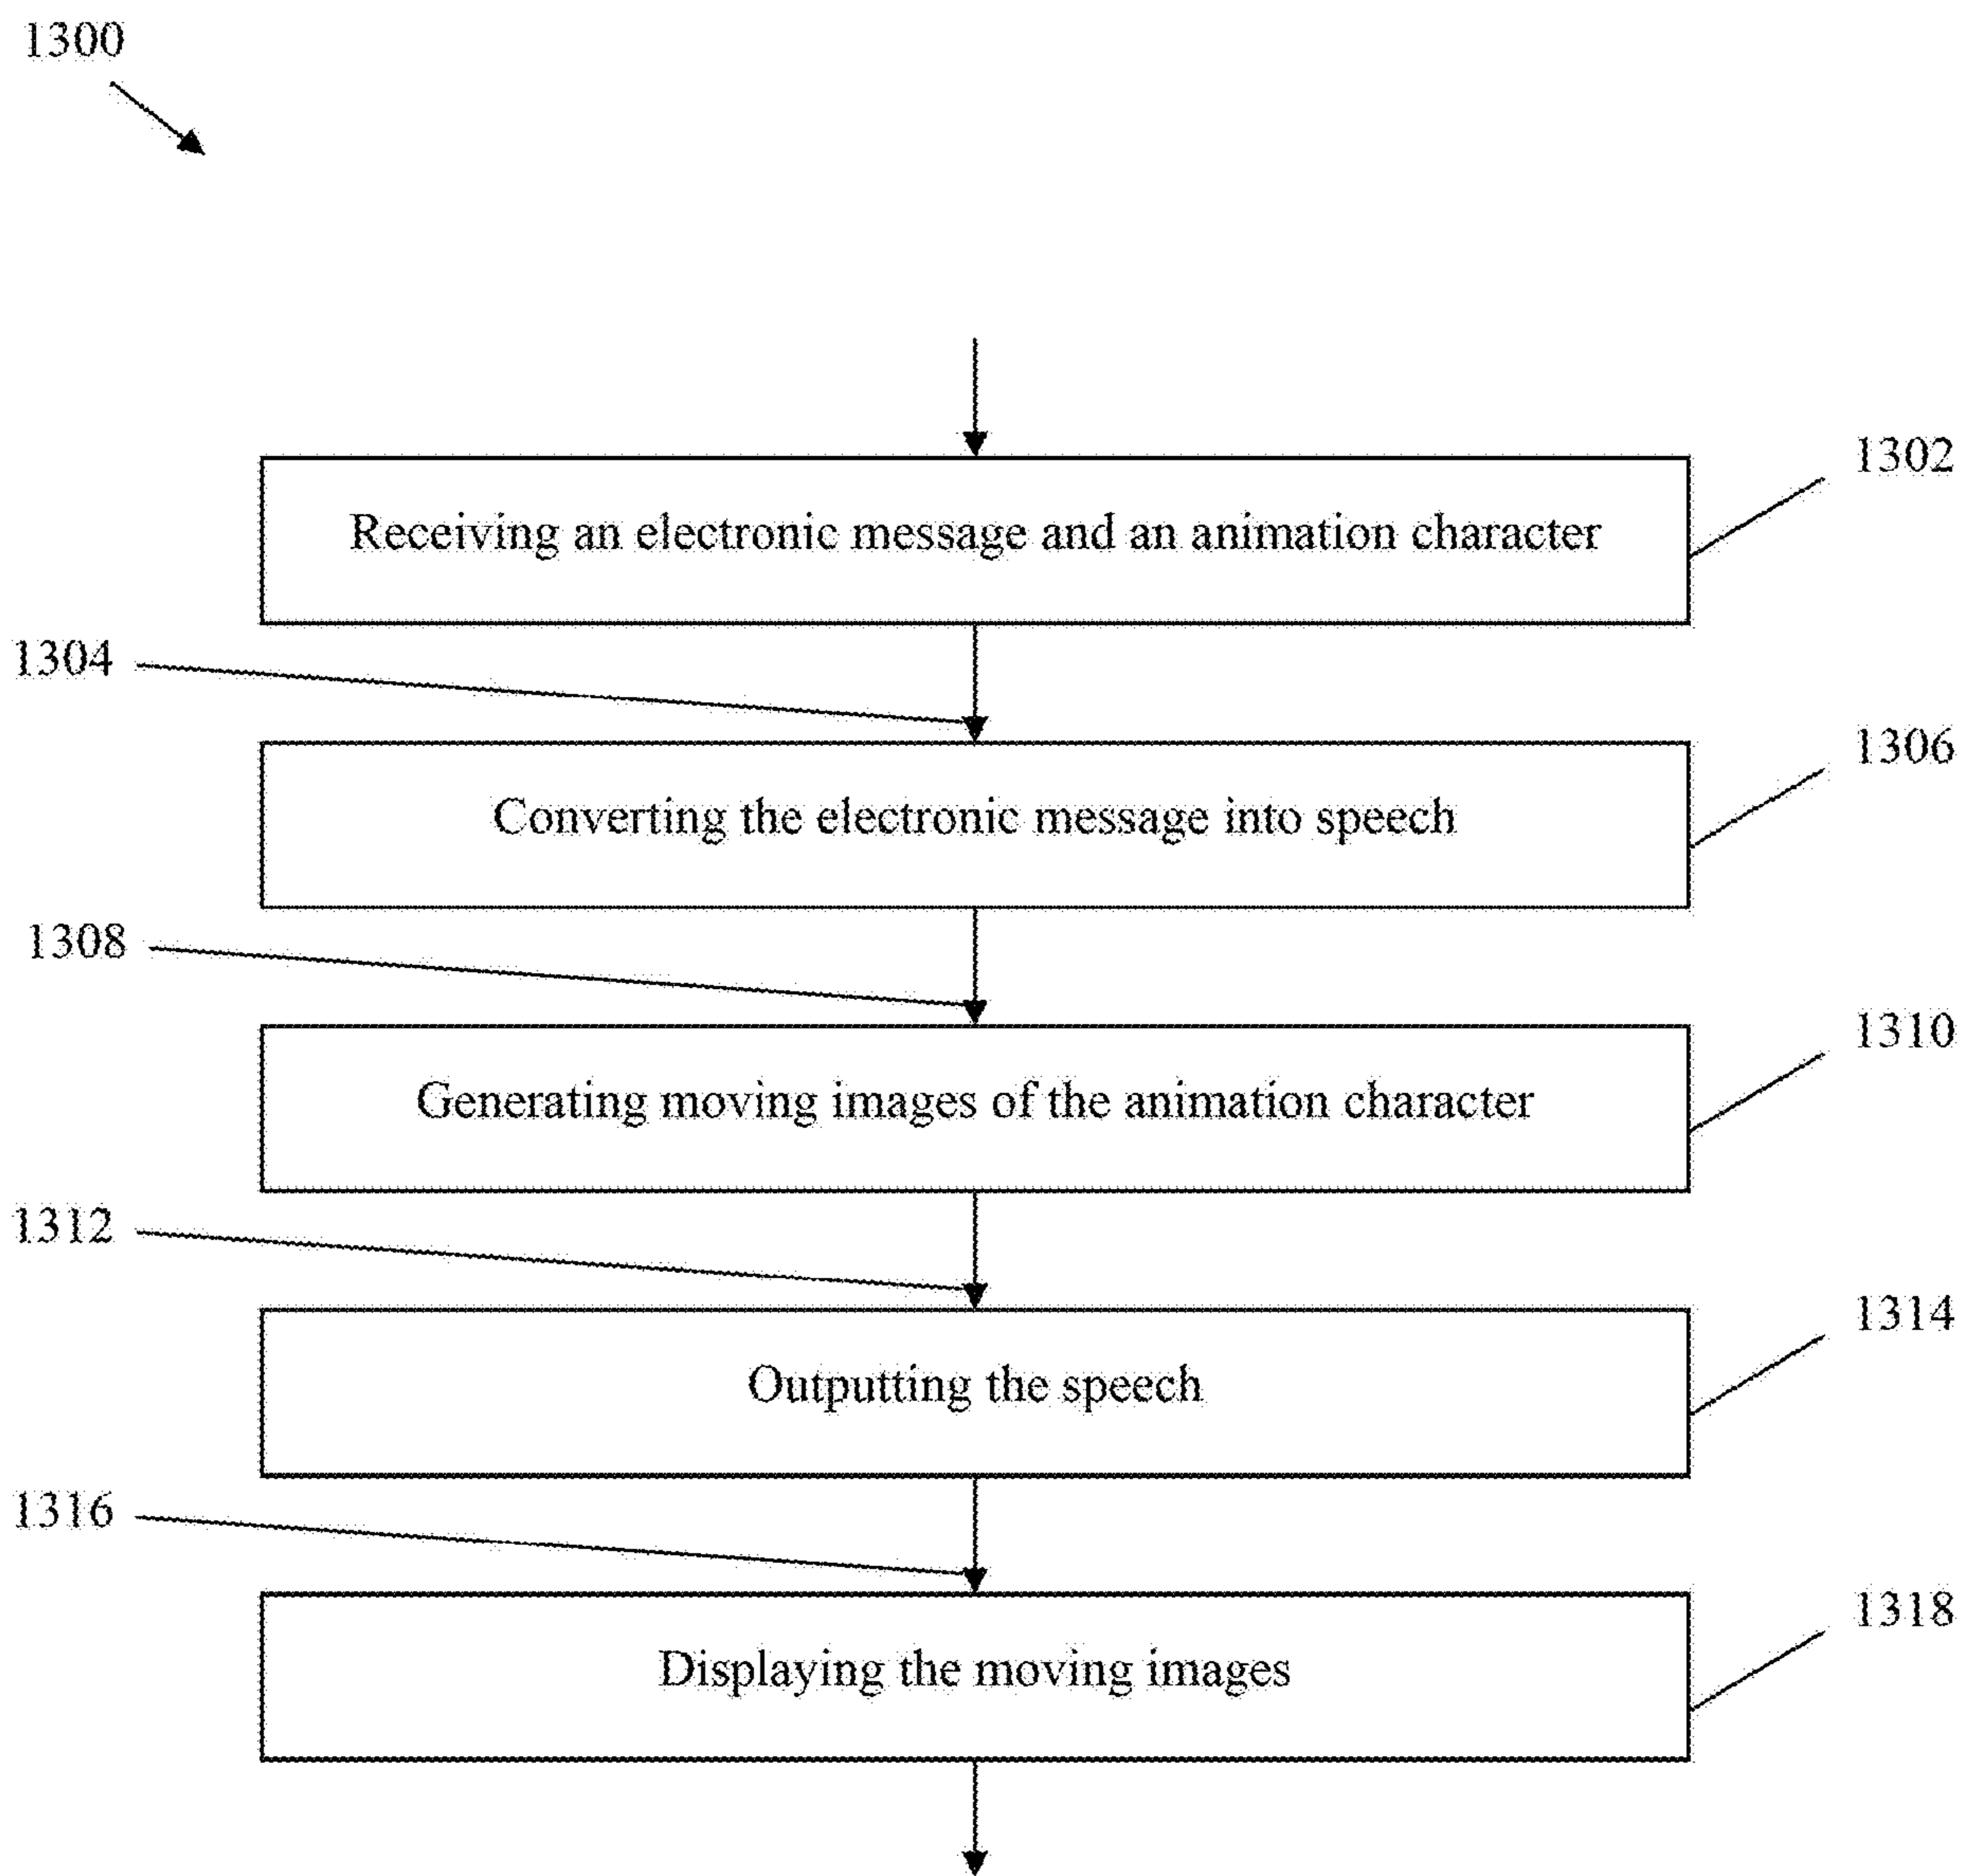 1300
1302
Receiving an electronic message and an animation character
1304
1306
Converting the electronic message into speech
1308
1310
Generating moving images of the animation character
1312
1314
Outputting the speech
1316
1318
Displaying the moving images